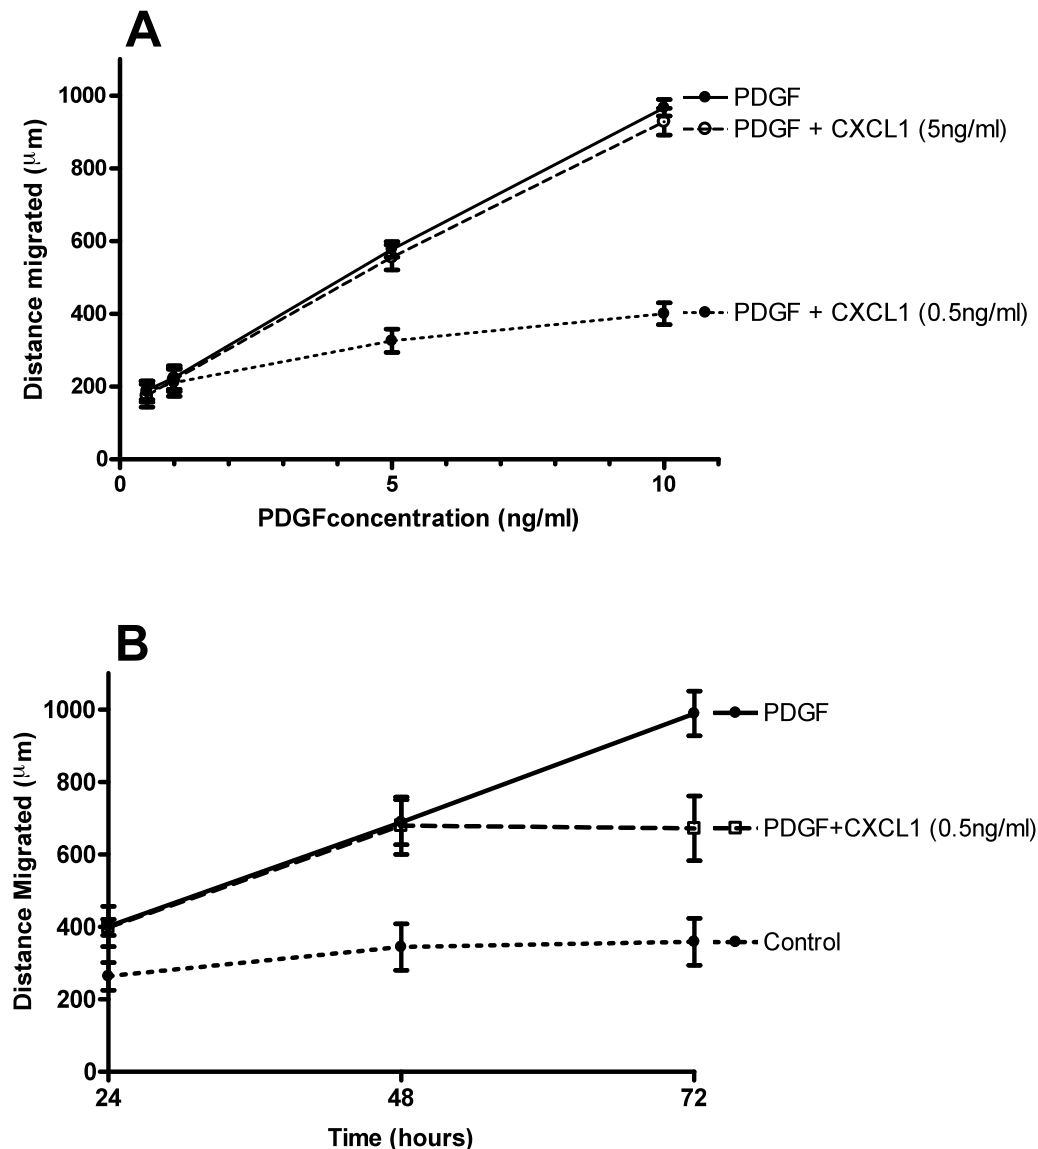 A
1000
800
600
400
200
0
Distance migrated (μm)
0 5 10
PDGFconcentration (ng/ml)
PDGF
PDGF + CXCL1 (5ng/ml)
PDGF + CXCL1 (0.5ng/ml)
B
1000
800
600
400
200
0
Distance Migrated (μm)
24 48 72
Time (hours)
PDGF
PDGF+CXCL1 (0.5ng/ml)
Control